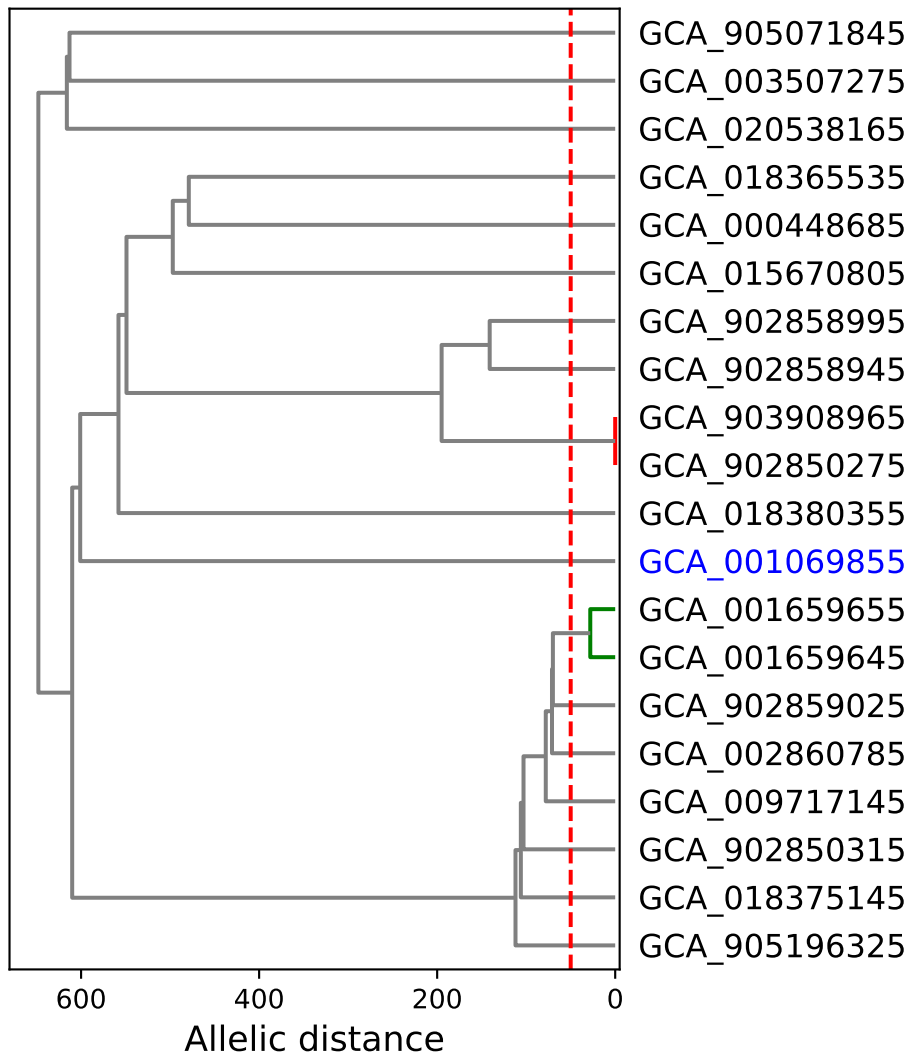 GCA_905071845
GCA_003507275
GCA_020538165
GCA_018365535
GCA_000448685
GCA_015670805
GCA_902858995
GCA_902858945
GCA_903908965
GCA_902850275
GCA_018380355
GCA_001069855
GCA_001659655
GCA_001659645
GCA_902859025
GCA_002860785
GCA_009717145
GCA_902850315
GCA_018375145
GCA_905196325
600 400 200 0
Allelic distance